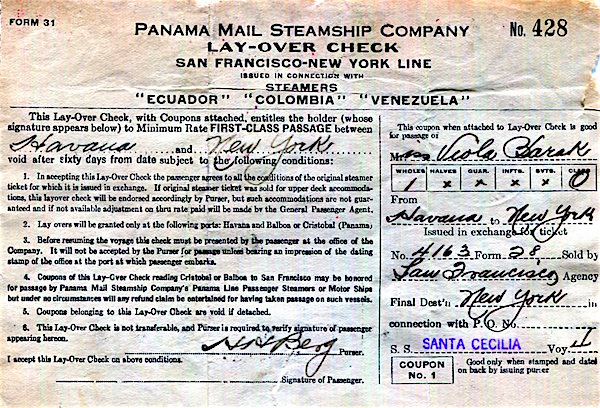 FORM 31
PANAMA MAIL STEAMSHIP COMPANY
No. 428
LAY-OVER CHECK
SAN FRANCISCO-NEW YORK LINE
ISSUED IN CONNECTION WITH
STEAMERS
"ECUADOR" "COLOMBIA" "VENEZUELA"
This Lay-Over Check, with Coupons attached, entitles the holder (whose
signature appears below) to Minimum Rate FIRST-CLASS PASSAGE between
Havana and New York
void after sixty days from date subject to the following conditions:
1. In accepting this Lay-Over Check the passenger agrees to all the conditions of the original steamer
ticket for which it is issued in exchange. If original steamer ticket was sold for upper deck accommoda-
tions, this layover check will be endorsed accordingly by Purser, but such accommodations are not guar-
anteed and if not available adjustment on thru rate paid will be made by the General Passenger Agent.
2. Lay overs will be granted only at the following ports: Havana and Balboa or Cristobal (Panama)
3. Before resuming the voyage this check must be presented by the passenger at the office of the
Company. It will not be accepted by the Purser for passage unless bearing an impression of the dating
stamp of the office at the port at which passenger embarks.
4. Coupons of this Lay-Over Check reading Cristobal or Balboa to San Francisco may be honored
for passage by Panama Mail Steamship Company's Panama Line Passenger Steamers or Motor Ships
but under no circumstances will any refund claim be entertained for having taken passage on such vessels.
5. Coupons belonging to this Lay-Over Check are void if detached.
6. This Lay-Over Check is not transferable, and Purser is required to verify signature of passenger
appearing hereon.
H H Berg Purser.
I accept this Lay-Over Check on above conditions.
Signature of Passenger.
This coupon when attached to Lay-Over Check is good
for passage of
Viola Barak
WHOLES HALVES QUAR. INFTS. SVTS. CLASS
1 x x x x O
From
Havana to New York
Issued in exchange for ticket
No. 4163 Form 28 Sold by
San Francisco Agency
Final Dest'n New York in
connection with P. O. No.
S. S. SANTA CECILIA Voy 4
COUPON
No. 1
Good only when stamped and dated
on back by issuing purser